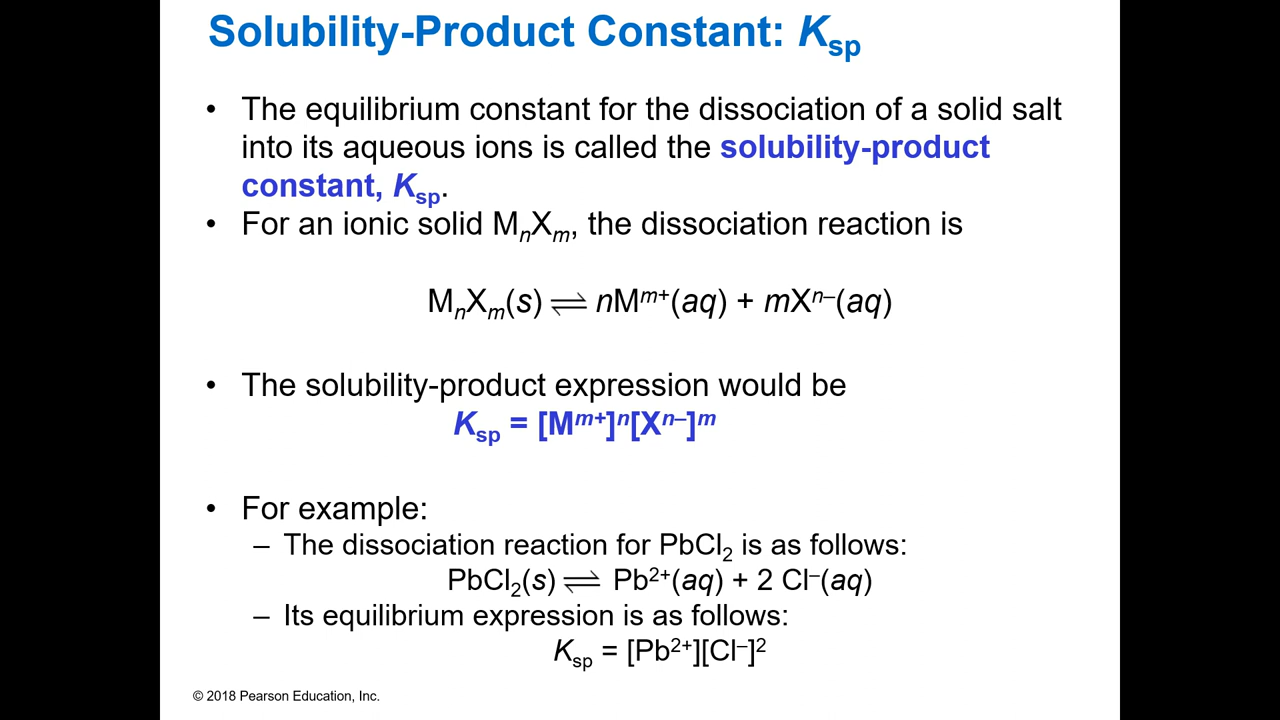 Solubility-Product Constant: Ksp
• The equilibrium constant for the dissociation of a solid salt
into its aqueous ions is called the solubility-product
constant, Ksp.
• For an ionic solid MnXm, the dissociation reaction is
MnXm(s) ⇌ nMᵐ⁺(aq) + mXⁿ⁻(aq)
• The solubility-product expression would be
Ksp = [Mᵐ⁺]ⁿ[Xⁿ⁻]ᵐ
• For example:
– The dissociation reaction for PbCl₂ is as follows:
PbCl₂(s) ⇌ Pb²⁺(aq) + 2 Cl⁻(aq)
– Its equilibrium expression is as follows:
Ksp = [Pb²⁺][Cl⁻]²
© 2018 Pearson Education, Inc.